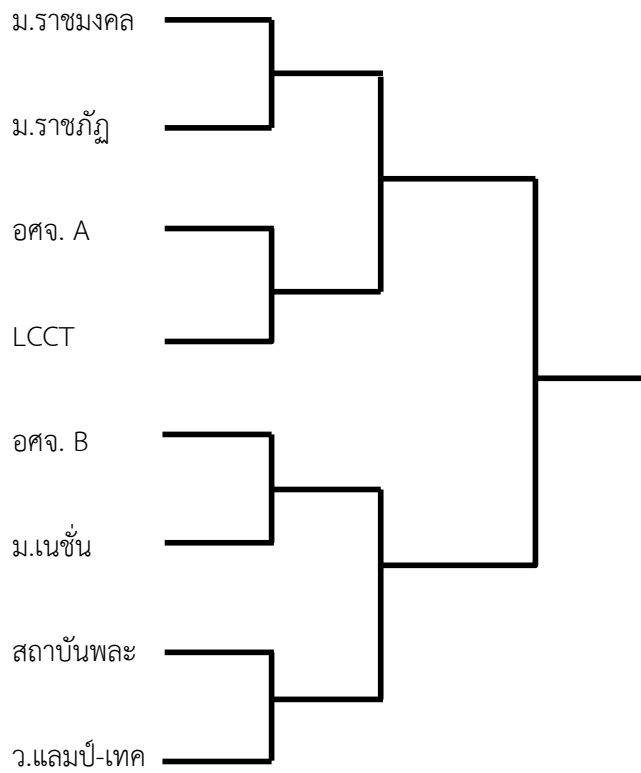 ม.ราชมงคล
ม.ราชภัฏ
อศจ. A
LCCT
อศจ. B
ม.เนชั่น
สถาบันพละ
ว.แลมป์-เทค